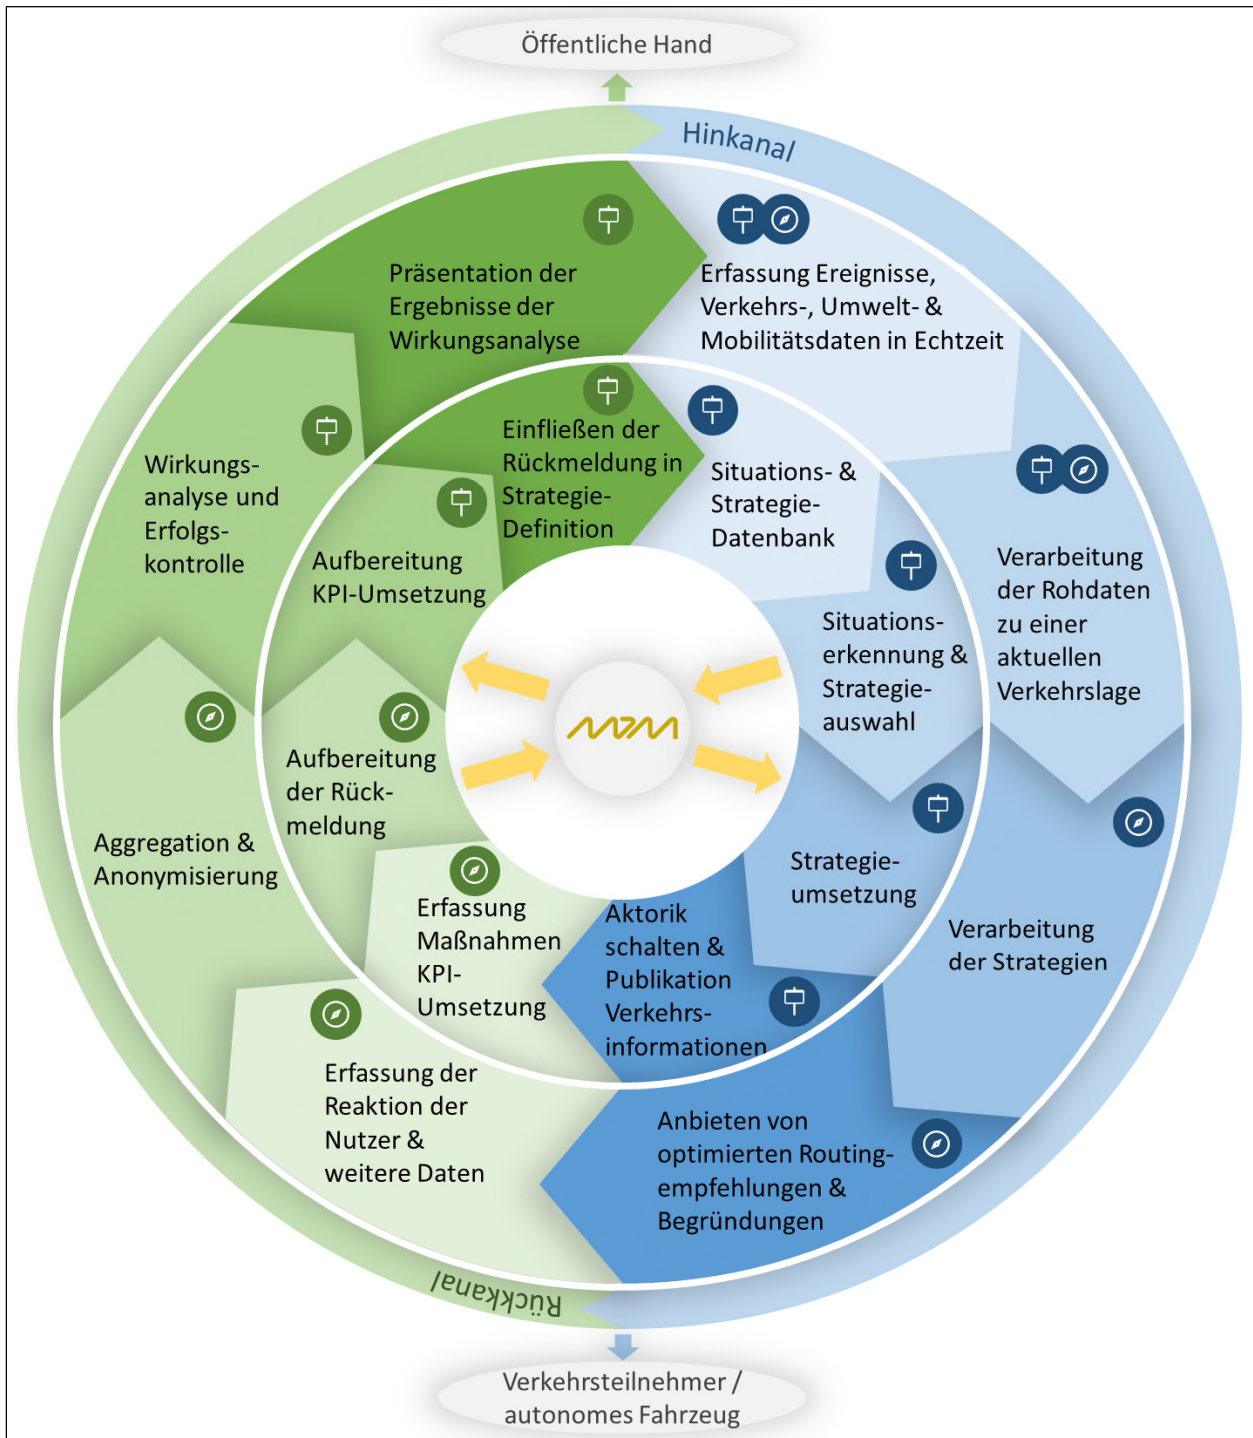 Öffentliche Hand
Hinkanal
Präsentation der
Ergebnisse der
Wirkungsanalyse
Erfassung Ereignisse,
Verkehrs-, Umwelt- &
Mobilitätsdaten in Echtzeit
Einfließen der
Rückmeldung in
Strategie-
Definition
Situations- &
Strategie-
Datenbank
Wirkungs-
analyse und
Erfolgs-
kontrolle
Aufbereitung
KPI-Umsetzung
Verarbeitung
der Rohdaten
zu einer
aktuellen
Verkehrslage
Situations-
erkennung &
Strategie-
auswahl
MDM
Aufbereitung
der Rück-
meldung
Aggregation &
Anonymisierung
Strategie-
umsetzung
Verarbeitung
der Strategien
Erfassung
Maßnahmen
KPI-
Umsetzung
Aktorik
schalten &
Publikation
Verkehrs-
informationen
Erfassung der
Reaktion der
Nutzer &
weitere Daten
Anbieten von
optimierten Routing-
empfehlungen &
Begründungen
Rückkanal
Verkehrsteilnehmer /
autonomes Fahrzeug